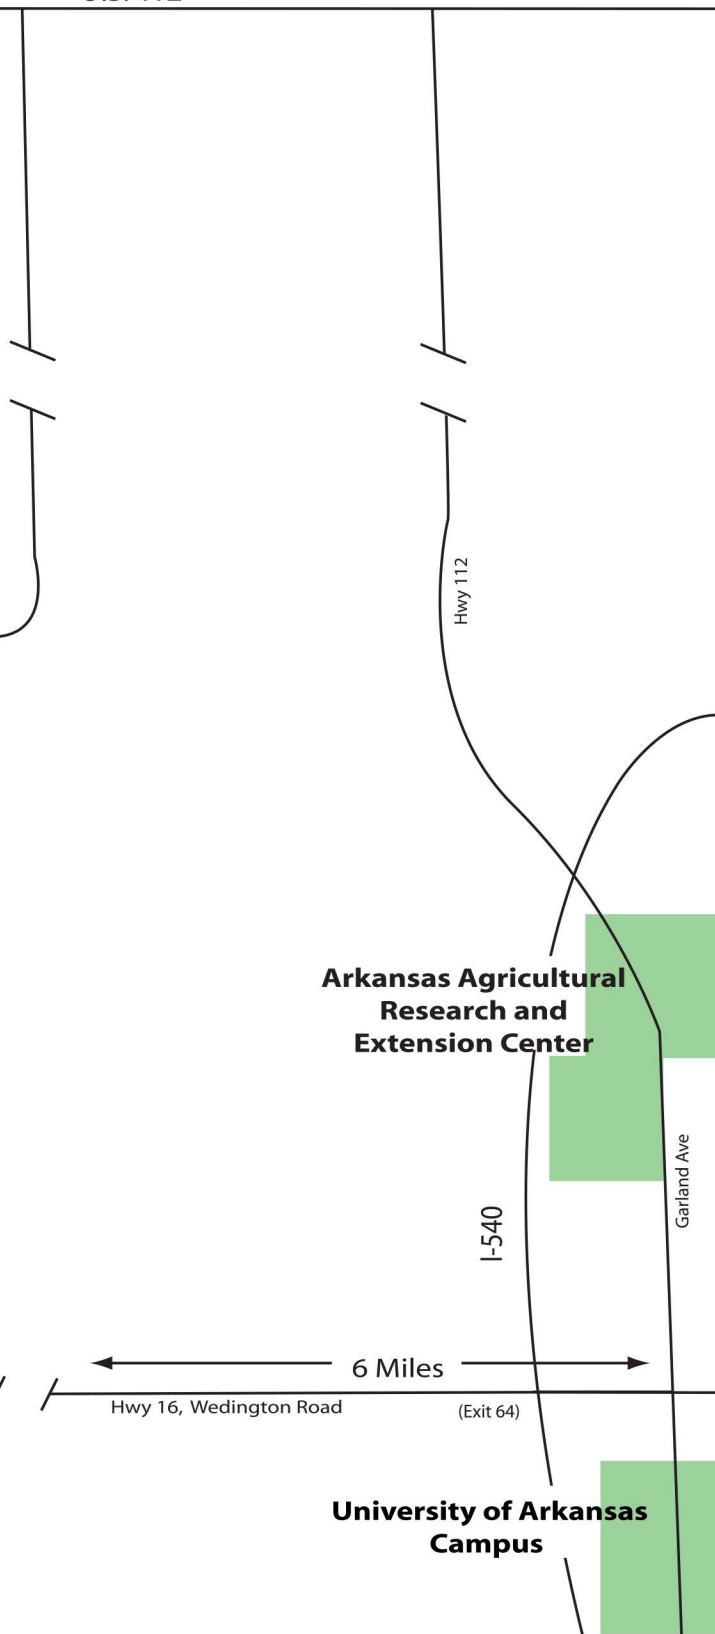 Hwy 112
Arkansas Agricultural
Research and
Extension Center
Garland Ave
I-540
6 Miles
Hwy 16, Wedington Road
(Exit 64)
University of Arkansas
Campus